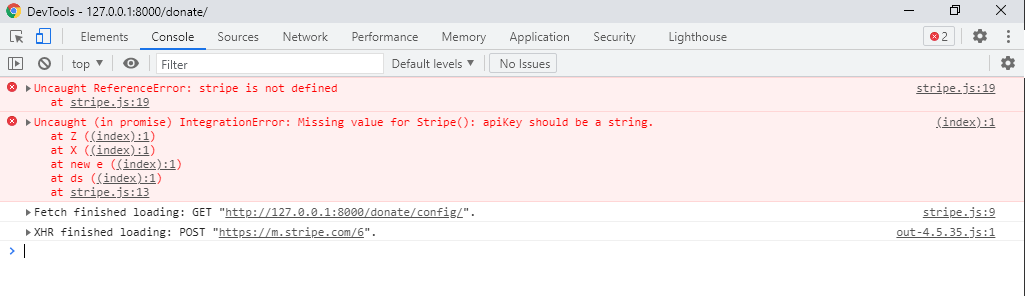 DevTools - 127.0.0.1:8000/donate/
Elements Console Sources Network Performance Memory Application Security Lighthouse 2
top Filter Default levels No Issues
Uncaught ReferenceError: stripe is not defined stripe.js:19
at stripe.js:19
Uncaught (in promise) IntegrationError: Missing value for Stripe(): apiKey should be a string. (index):1
at Z ((index):1)
at X ((index):1)
at new e ((index):1)
at ds ((index):1)
at stripe.js:13
Fetch finished loading: GET "http://127.0.0.1:8000/donate/config/". stripe.js:9
XHR finished loading: POST "https://m.stripe.com/6". out-4.5.35.js:1